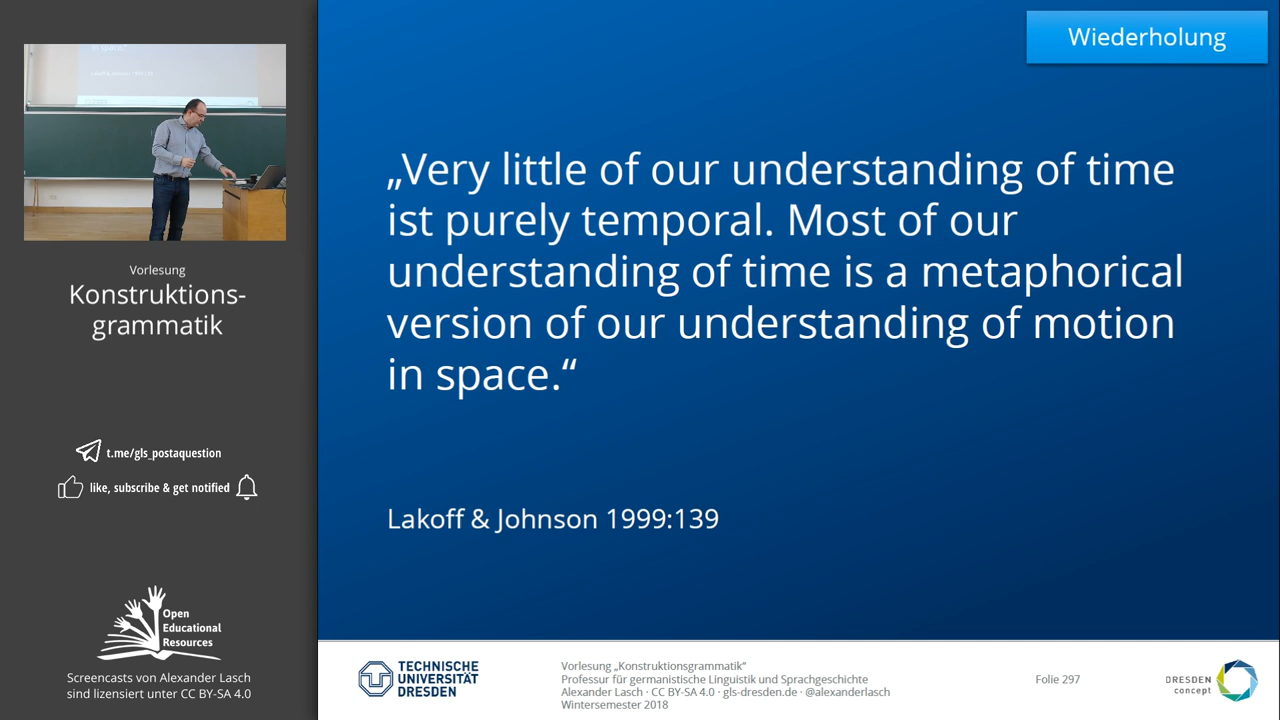 in space."
Vorlesung
Konstruktions-
grammatik
t.me/gls_postaquestion
like, subscribe & get notified
Open
Educational
Resources
Screencasts von Alexander Lasch
sind lizensiert unter CC BY-SA 4.0
Wiederholung
„Very little of our understanding of time
ist purely temporal. Most of our
understanding of time is a metaphorical
version of our understanding of motion
in space.“
Lakoff & Johnson 1999:139
TECHNISCHE
UNIVERSITÄT
DRESDEN
Vorlesung „Konstruktionsgrammatik“
Professur für germanistische Linguistik und Sprachgeschichte
Alexander Lasch · CC BY-SA 4.0 · gls-dresden.de · @alexanderlasch
Wintersemester 2018
Folie 297
DRESDEN
concept